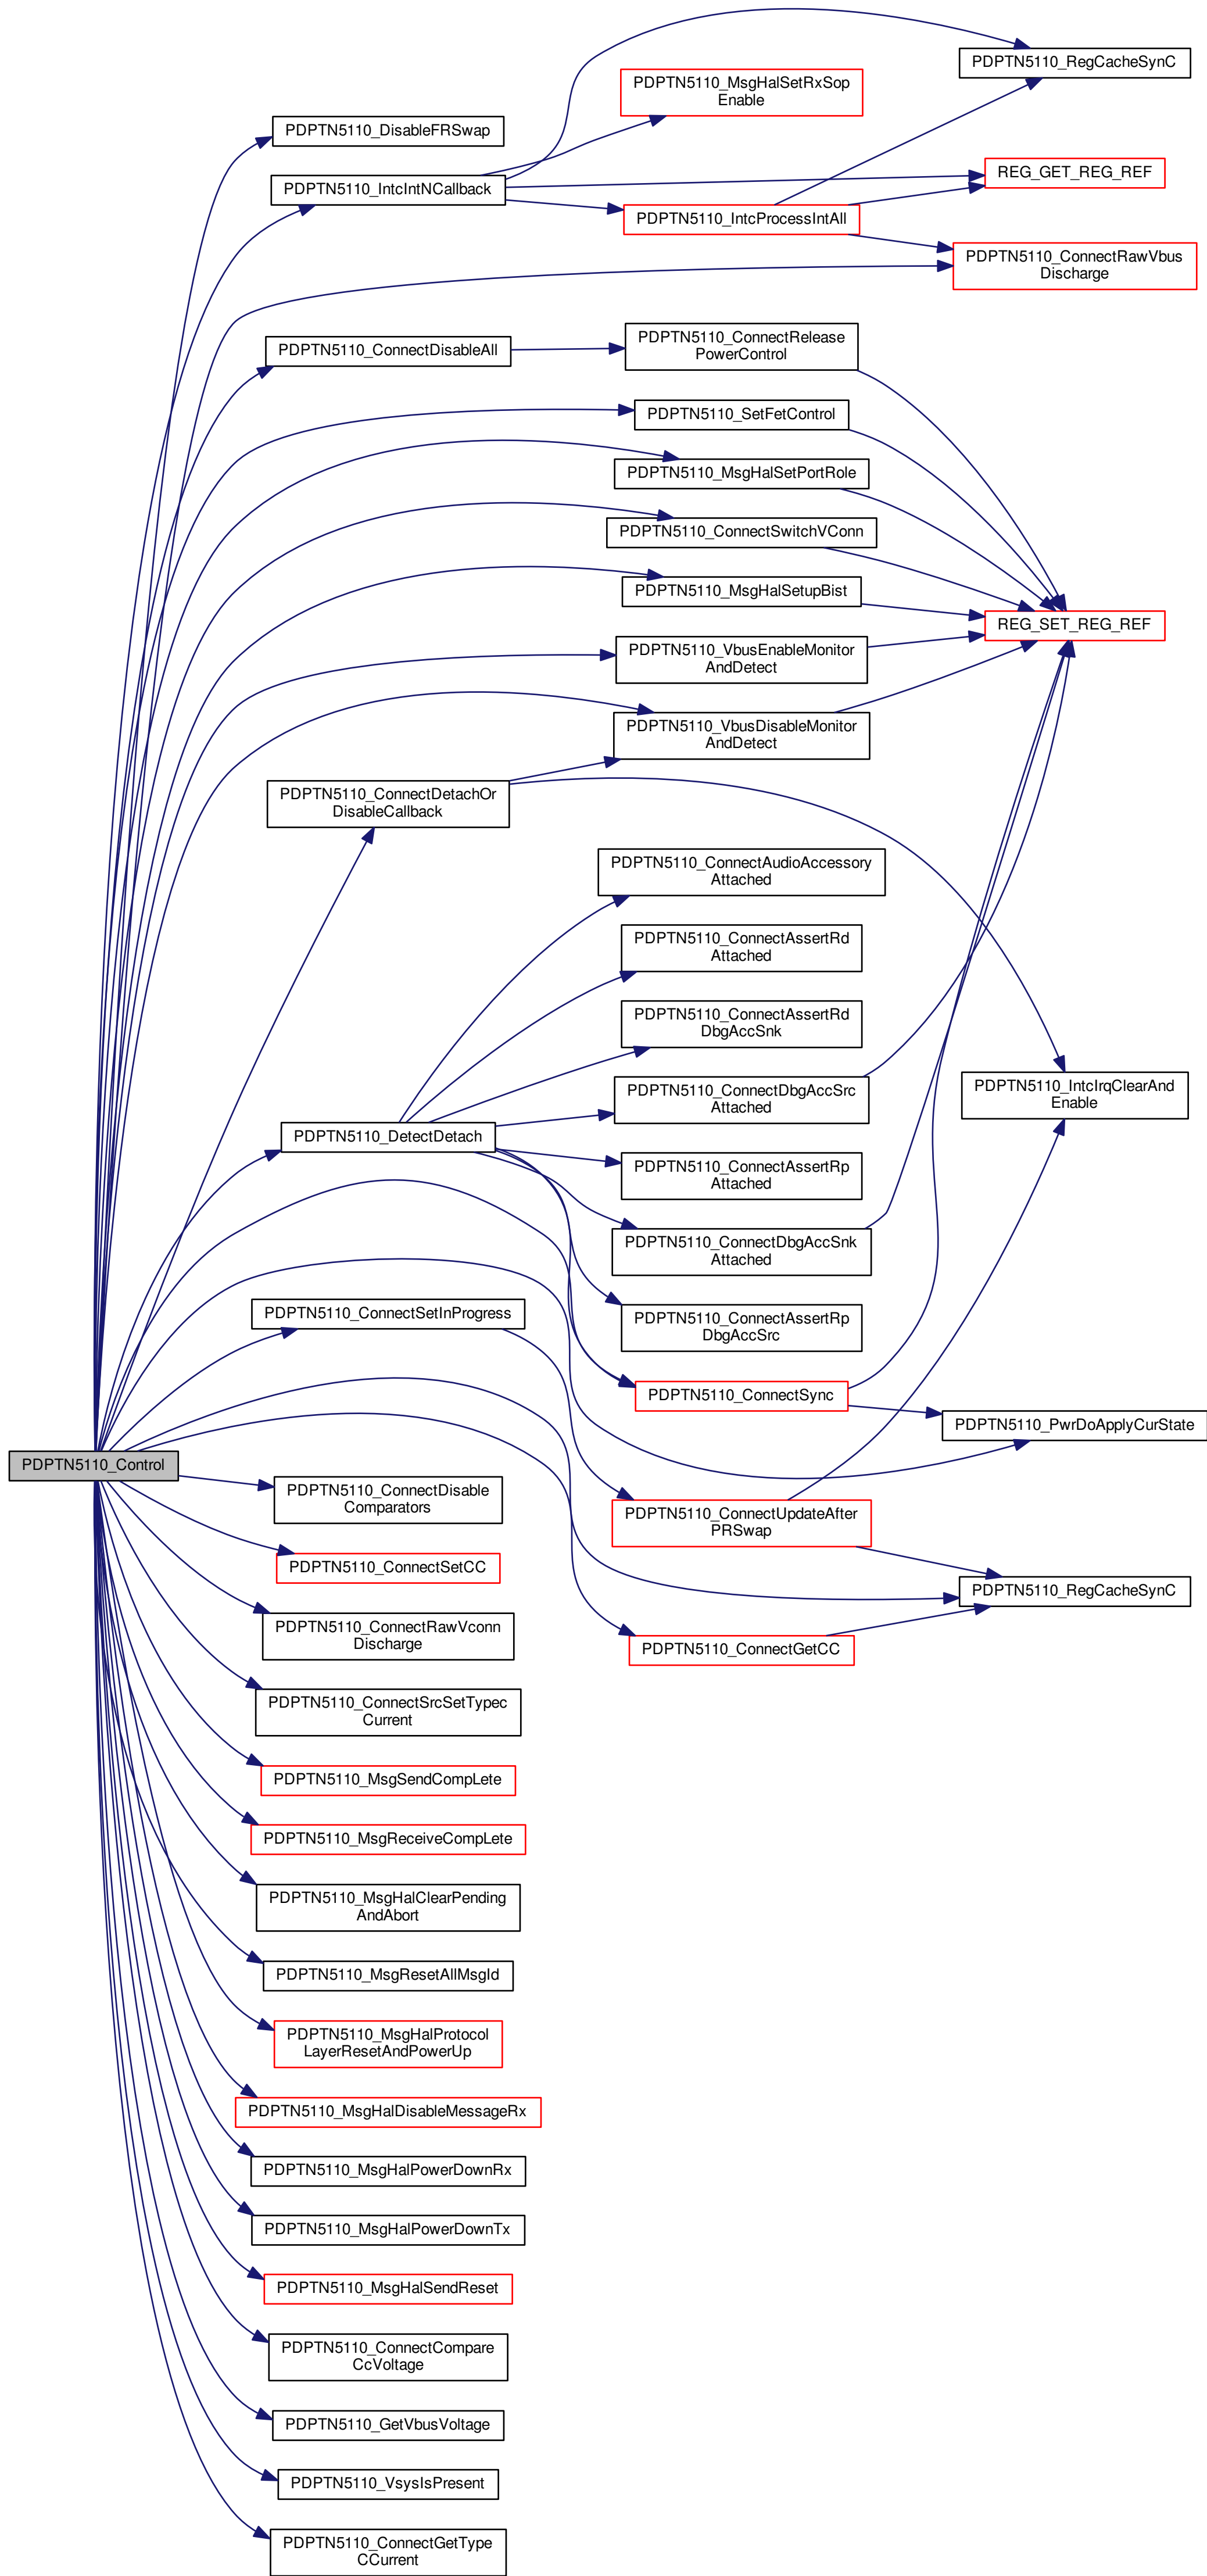 PDPTN5110_RegCacheSynC
PDPTN5110_MsgHalSetRxSop
Enable
PDPTN5110_DisableFRSwap
REG_GET_REG_REF
PDPTN5110_IntcIntNCallback
PDPTN5110_IntcProcessIntAll
PDPTN5110_ConnectRawVbus
Discharge
PDPTN5110_ConnectRelease
PowerControl
PDPTN5110_ConnectDisableAll
PDPTN5110_SetFetControl
PDPTN5110_MsgHalSetPortRole
PDPTN5110_ConnectSwitchVConn
PDPTN5110_MsgHalSetupBist
REG_SET_REG_REF
PDPTN5110_VbusEnableMonitor
AndDetect
PDPTN5110_VbusDisableMonitor
AndDetect
PDPTN5110_ConnectDetachOr
DisableCallback
PDPTN5110_ConnectAudioAccessory
Attached
PDPTN5110_ConnectAssertRd
Attached
PDPTN5110_ConnectAssertRd
DbgAccSnk
PDPTN5110_ConnectDbgAccSrc
Attached
PDPTN5110_IntcIrqClearAnd
Enable
PDPTN5110_DetectDetach
PDPTN5110_ConnectAssertRp
Attached
PDPTN5110_ConnectDbgAccSnk
Attached
PDPTN5110_ConnectSetInProgress
PDPTN5110_ConnectAssertRp
DbgAccSrc
PDPTN5110_ConnectSync
PDPTN5110_PwrDoApplyCurState
PDPTN5110_Control
PDPTN5110_ConnectDisable
Comparators
PDPTN5110_ConnectUpdateAfter
PRSwap
PDPTN5110_ConnectSetCC
PDPTN5110_RegCacheSynC
PDPTN5110_ConnectRawVconn
Discharge
PDPTN5110_ConnectGetCC
PDPTN5110_ConnectSrcSetTypec
Current
PDPTN5110_MsgSendCompLete
PDPTN5110_MsgReceiveCompLete
PDPTN5110_MsgHalClearPending
AndAbort
PDPTN5110_MsgResetAllMsgId
PDPTN5110_MsgHalProtocol
LayerResetAndPowerUp
PDPTN5110_MsgHalDisableMessageRx
PDPTN5110_MsgHalPowerDownRx
PDPTN5110_MsgHalPowerDownTx
PDPTN5110_MsgHalSendReset
PDPTN5110_ConnectCompare
CcVoltage
PDPTN5110_GetVbusVoltage
PDPTN5110_VsysIsPresent
PDPTN5110_ConnectGetType
CCurrent